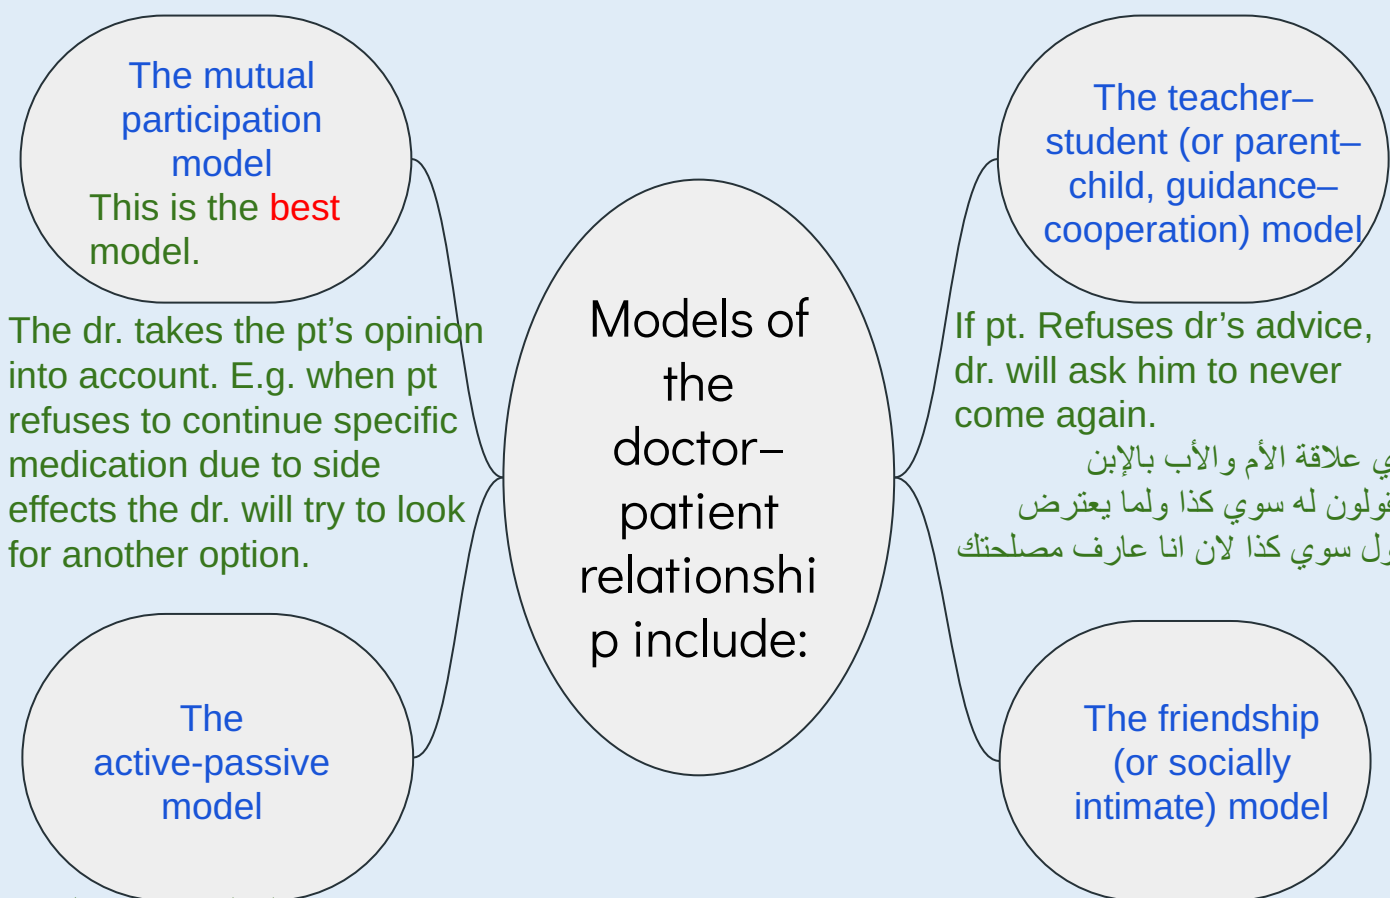 The mutual
participation
model
This is the best
model.
The dr. takes the pt's opinion
into account. E.g. when pt
refuses to continue specific
medication due to side
effects the dr. will try to look
for another option.
The
active-passive
model
Models of
the
doctor–
patient
relationshi
p include:
The teacher–
student (or parent–
child, guidance–
cooperation) model
If pt. Refuses dr's advice,
dr. will ask him to never
come again.
علاقة الأم والأب بالإبن
له سوي كذا ولما يعترض
سوي كذا لان انا عارف مصلحتك
The friendship
(or socially
intimate) model